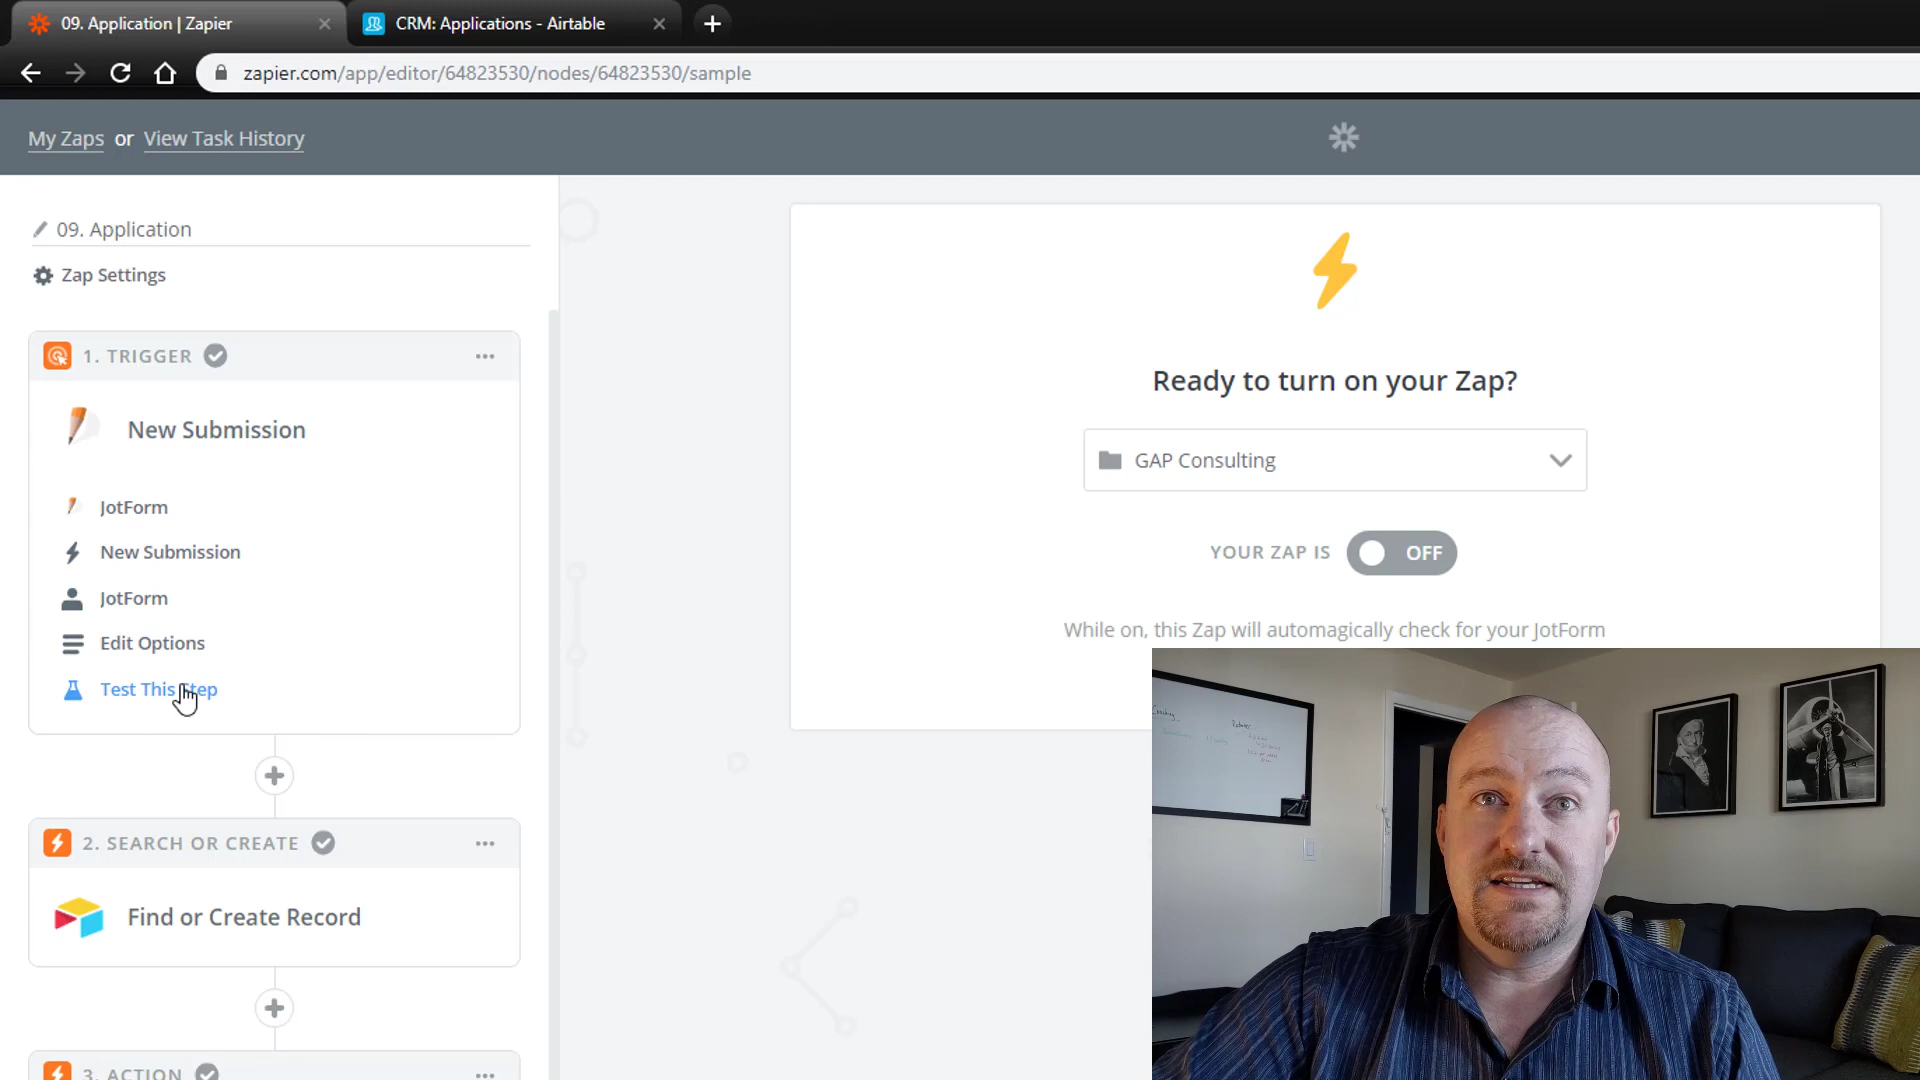 09. Application | Zapier
CRM: Applications - Airtable
zapier.com/app/editor/64823530/nodes/64823530/sample
My Zaps or View Task History
09. Application
Zap Settings
1. TRIGGER
New Submission
JotForm
New Submission
JotForm
Edit Options
Test This Step
2. SEARCH OR CREATE
Find or Create Record
3. ACTION
Ready to turn on your Zap?
GAP Consulting
YOUR ZAP IS OFF
While on, this Zap will automagically check for your JotForm